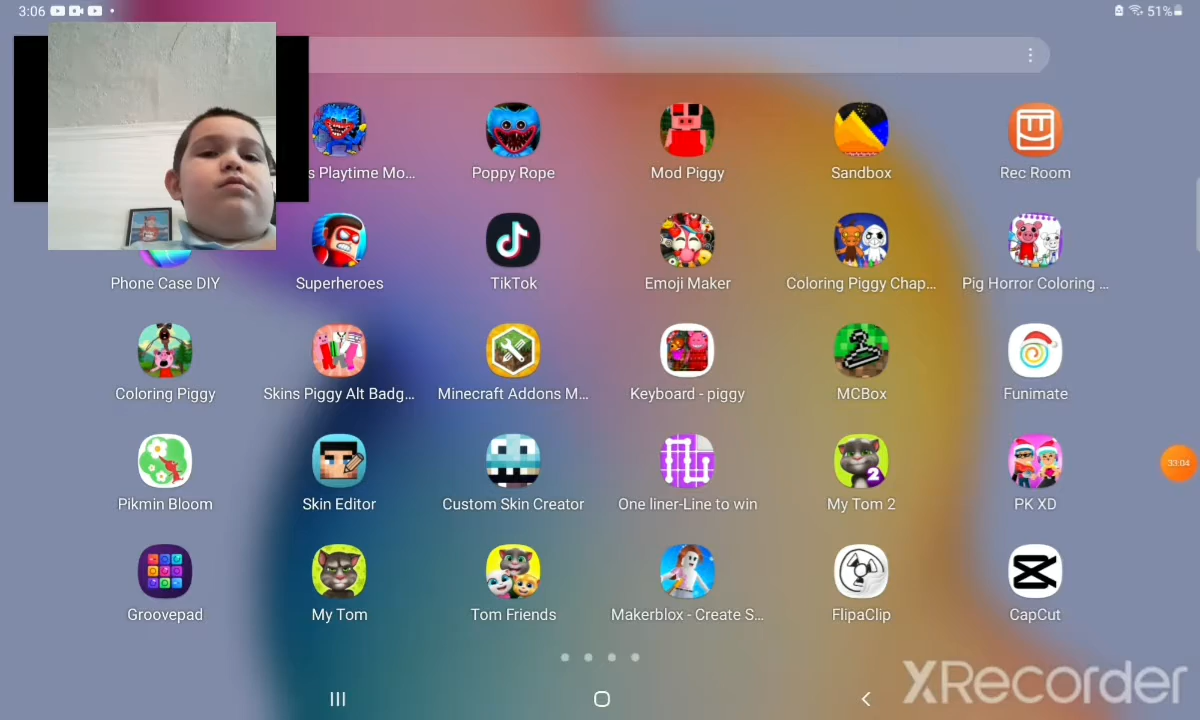 3:06
51%
s Playtime Mo...
Poppy Rope
Mod Piggy
Sandbox
Rec Room
Phone Case DIY
Superheroes
TikTok
Emoji Maker
Coloring Piggy Chap...
Pig Horror Coloring ...
Coloring Piggy
Skins Piggy Alt Badg...
Minecraft Addons M...
Keyboard - piggy
MCBox
Funimate
Pikmin Bloom
Skin Editor
Custom Skin Creator
One liner-Line to win
2
My Tom 2
PK XD
33:04
Groovepad
My Tom
Tom Friends
Makerblox - Create S...
FlipaClip
CapCut
XRecorder